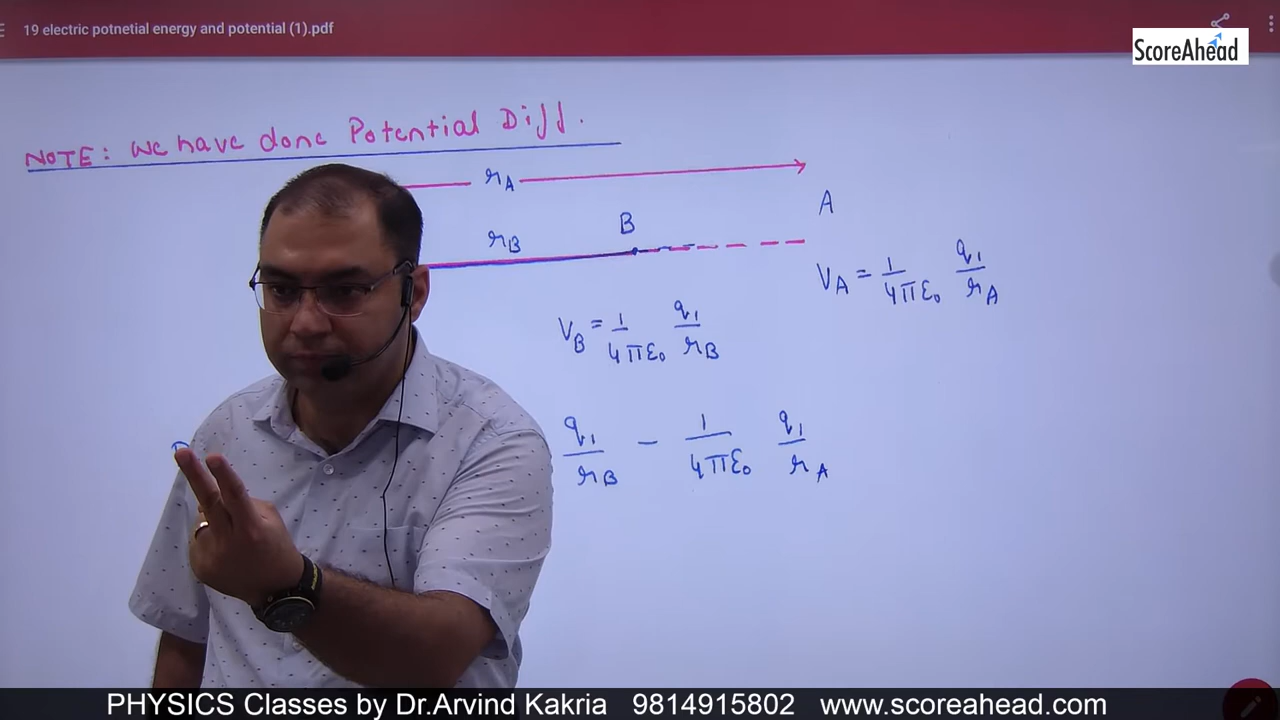 19 electric potnetial energy and potential (1).pdf
ScoreAhead
NOTE: We have done Potential Diff.
r_A
A
B
r_B
V_A = 1/4πε₀ q₁/r_A
V_B = 1/4πε₀ q₁/r_B
q₁/r_B − 1/4πε₀ q₁/r_A
PHYSICS Classes by Dr.Arvind Kakria 9814915802 www.scoreahead.com